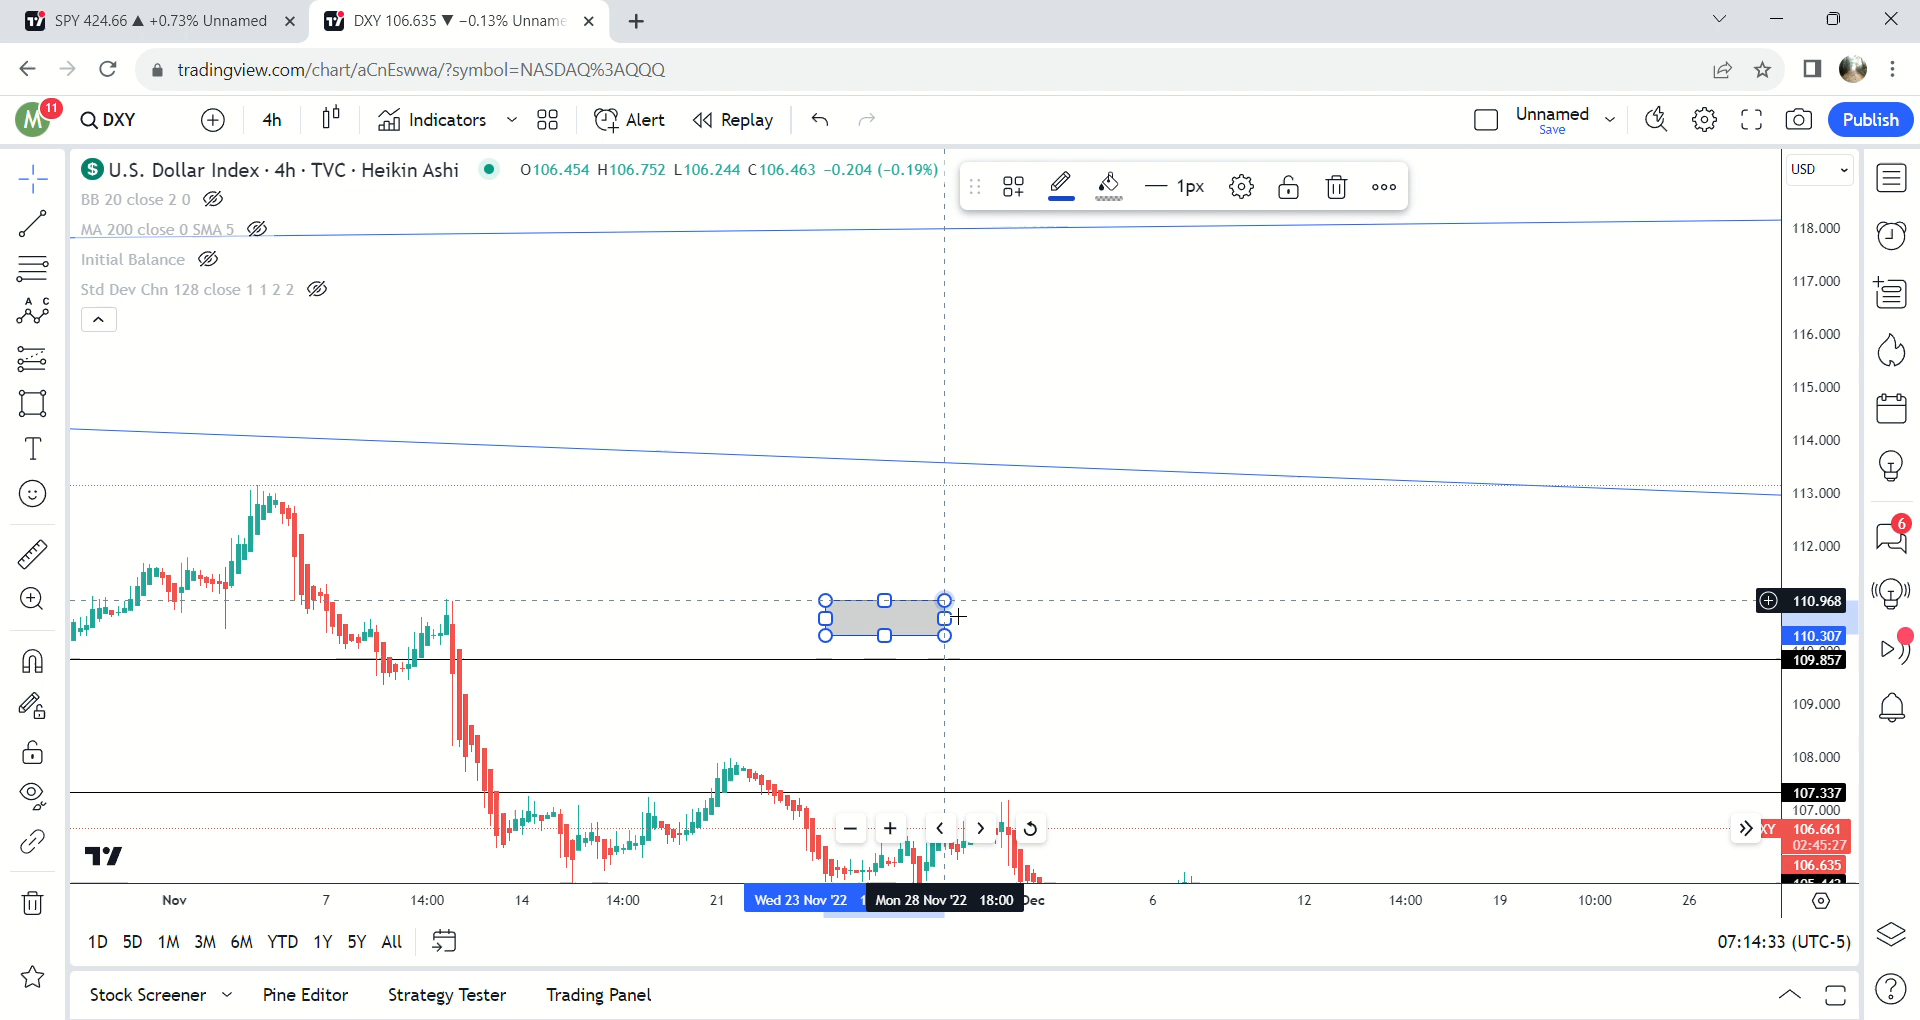 SPY 424.66 ▲ +0.73% Unnamed
DXY 106.635 ▼ −0.13% Unname
tradingview.com/chart/aCnEswwa/?symbol=NASDAQ%3AQQQ
M
11
DXY
4h
Indicators
Alert
Replay
Unnamed
Save
Publish
$
U.S. Dollar Index · 4h · TVC · Heikin Ashi
O106.454 H106.752 L106.244 C106.463 −0.204 (−0.19%)
1px
USD
BB 20 close 2 0
MA 200 close 0 SMA 5
Initial Balance
Std Dev Chn 128 close 1 1 2 2
118.000
117.000
116.000
115.000
114.000
113.000
112.000
110.968
110.307
109.857
109.000
108.000
107.337
107.000
XY 106.661
02:45:27
106.635
6
Nov
7
14:00
14
14:00
21
Wed 23 Nov '22 1
Mon 28 Nov '22 18:00
Dec
6
12
14:00
19
10:00
26
1D 5D 1M 3M 6M YTD 1Y 5Y All
07:14:33 (UTC-5)
Stock Screener
Pine Editor
Strategy Tester
Trading Panel